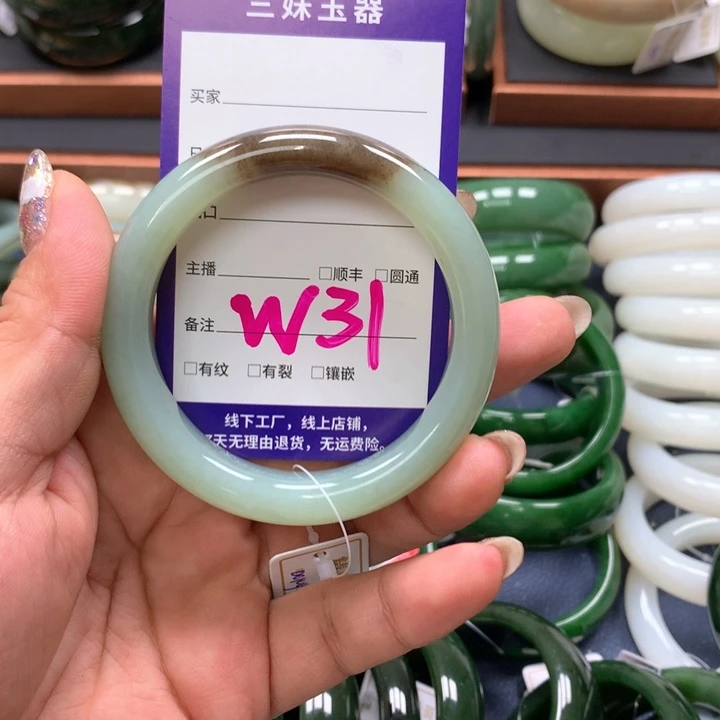 三妹玉器
买家
主播 □顺丰 □圆通
备注 W31
□有纹 □有裂 □镶嵌
线下工厂，线上店铺，
天无理由退货，无运费险。